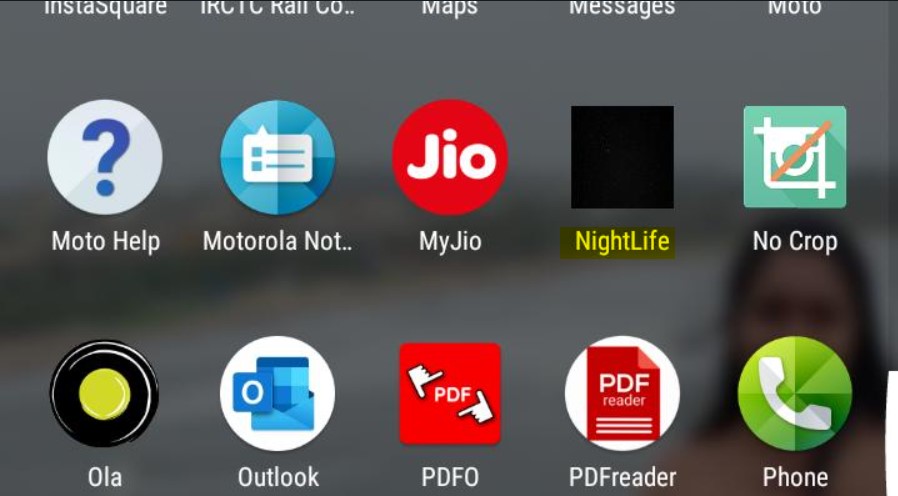 InstaSquare IRCTC Rail Co.. Maps Messages Moto
?
Jio
Moto Help Motorola Not.. MyJio NightLife No Crop
O
PDF
PDF
reader
Ola Outlook PDFO PDFreader Phone